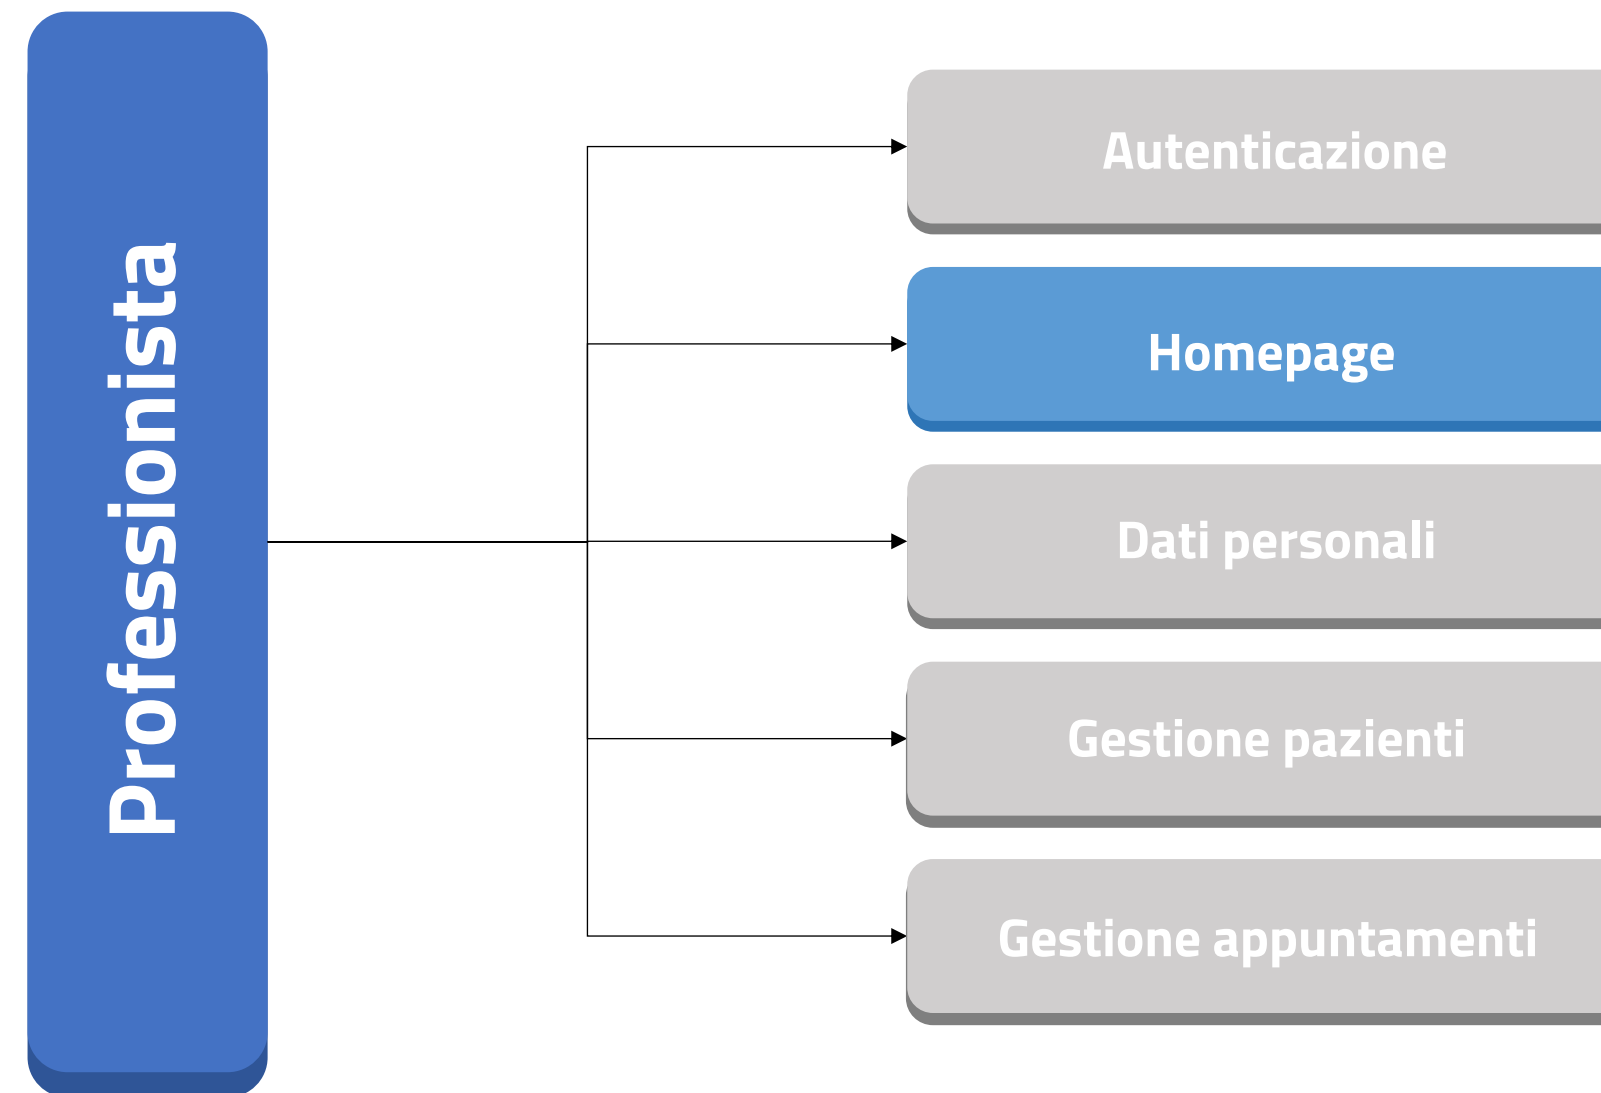 Professionista
Autenticazione
Homepage
Dati personali
Gestione pazienti
Gestione appuntamenti